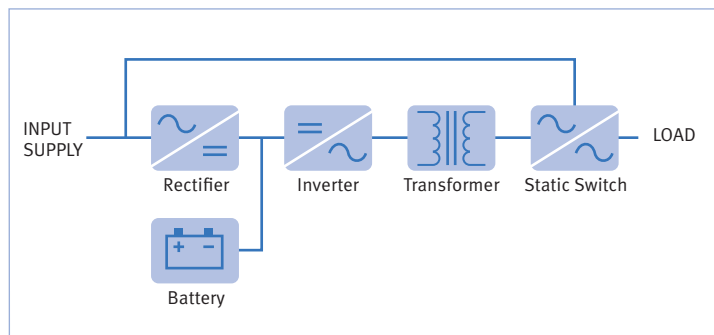 INPUT
SUPPLY
LOAD
Rectifier
Inverter
Transformer
Static Switch
+ −
Battery